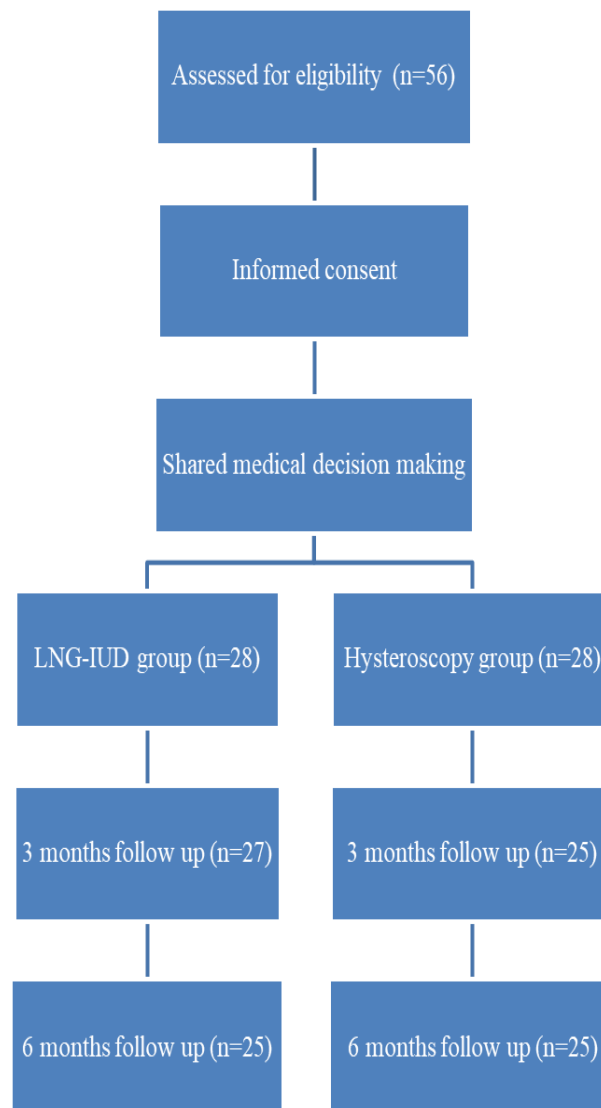 Assessed for eligibility (n=56)
Informed consent
Shared medical decision making
LNG-IUD group (n=28)
Hysteroscopy group (n=28)
3 months follow up (n=27)
3 months follow up (n=25)
6 months follow up (n=25)
6 months follow up (n=25)